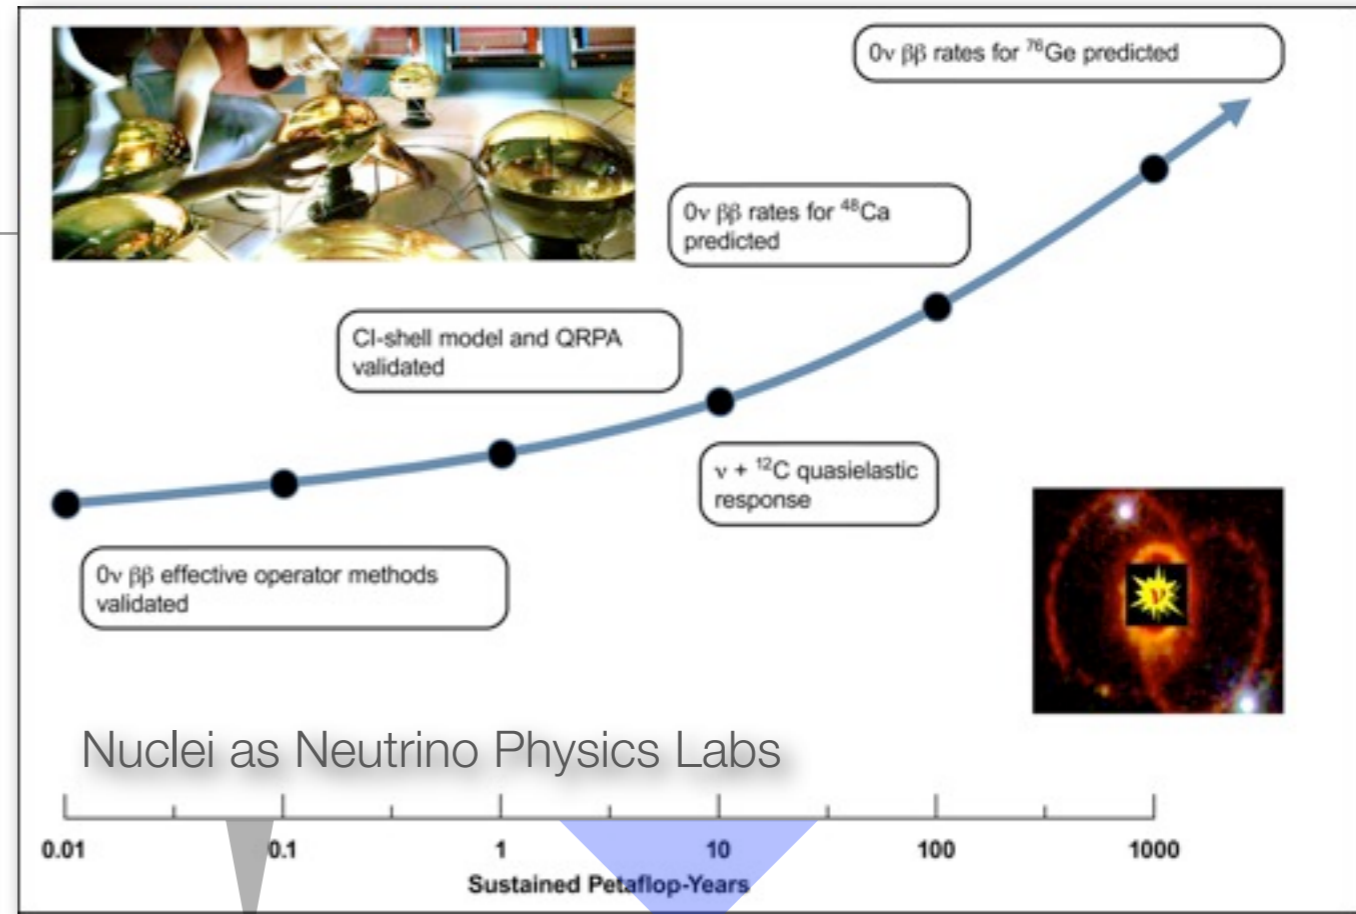 0ν ββ rates for ⁷⁶Ge predicted
0ν ββ rates for ⁴⁸Ca
predicted
CI-shell model and QRPA
validated
ν + ¹²C quasielastic
response
0ν ββ effective operator methods
validated
ν
Nuclei as Neutrino Physics Labs
0.01 0.1 1 10 100 1000
Sustained Petaflop-Years